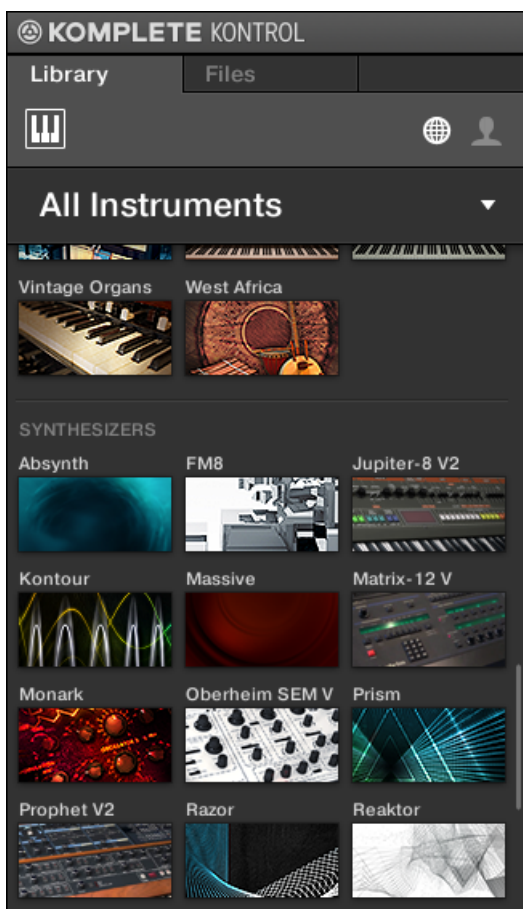 KOMPLETE KONTROL
Library Files
All Instruments
Vintage Organs West Africa
SYNTHESIZERS
Absynth FM8 Jupiter-8 V2
Kontour Massive Matrix-12 V
Monark Oberheim SEM V Prism
Prophet V2 Razor Reaktor